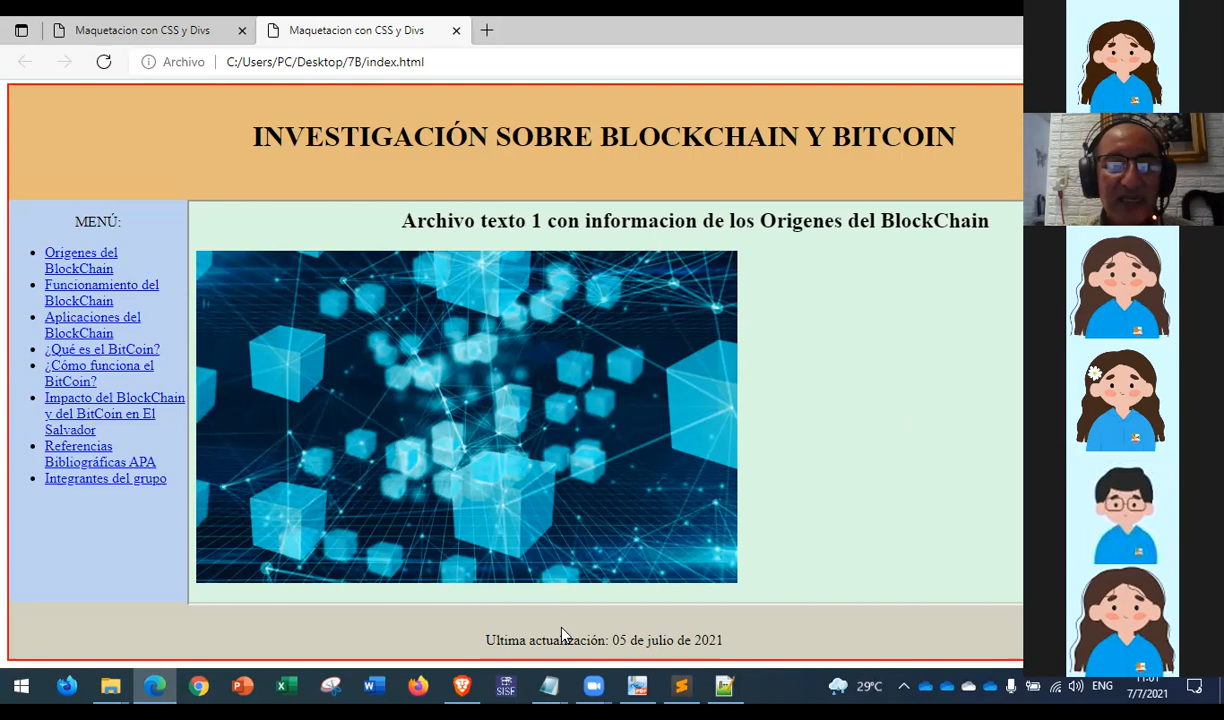 Maquetacion con CSS y Divs
Maquetacion con CSS y Divs
Archivo
C:/Users/PC/Desktop/7B/index.html
INVESTIGACIÓN SOBRE BLOCKCHAIN Y BITCOIN
MENÚ:
Origenes del
BlockChain
Funcionamiento del
BlockChain
Aplicaciones del
BlockChain
¿Qué es el BitCoin?
¿Cómo funciona el
BitCoin?
Impacto del BlockChain
y del BitCoin en El
Salvador
Referencias
Bibliográficas APA
Integrantes del grupo
Archivo texto 1 con informacion de los Origenes del BlockChain
Ultima actualización: 05 de julio de 2021
SISE
29°C
ENG
11:01
7/7/2021